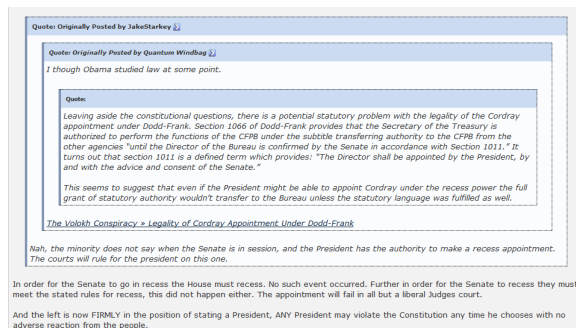 Quote: Originally Posted by JakeStarkey
Quote: Originally Posted by Quantum Windbag
I though Obama studied law at some point.
Quote:
Leaving aside the constitutional questions, there is a potential statutory problem with the legality of the Cordray
appointment under Dodd-Frank. Section 1066 of Dodd-Frank provides that the Secretary of the Treasury is
authorized to perform the functions of the CFPB under the subtitle transferring authority to the CFPB from the
other agencies "until the Director of the Bureau is confirmed by the Senate in accordance with Section 1011." It
turns out that section 1011 is a defined term which provides: "The Director shall be appointed by the President, by
and with the advice and consent of the Senate."
This seems to suggest that even if the President might be able to appoint Cordray under the recess power the full
grant of statutory authority wouldn't transfer to the Bureau unless the statutory language was fulfilled as well.
The Volokh Conspiracy » Legality of Cordray Appointment Under Dodd-Frank
Nah, the minority does not say when the Senate is in session, and the President has the authority to make a recess appointment.
The courts will rule for the president on this one.
In order for the Senate to go in recess the House must recess. No such event occurred. Further in order for the Senate to recess they must
meet the stated rules for recess, this did not happen either. The appointment will fail in all but a liberal Judges court.
And the left is now FIRMLY in the position of stating a President, ANY President may violate the Constitution any time he chooses with no
adverse reaction from the people.